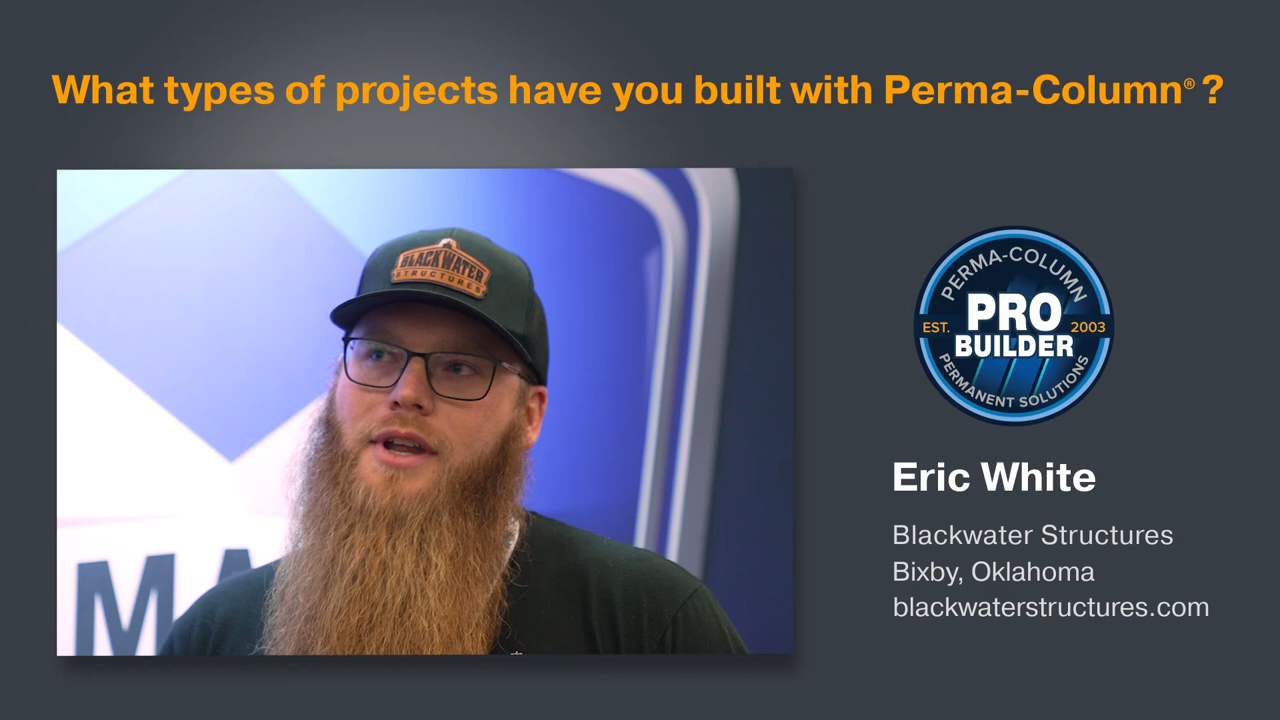 What types of projects have you built with Perma-Column® ?
BLACKWATER
STRUCTURES
MA
PERMA-COLUMN
EST.
PRO
BUILDER
2003
PERMANENT SOLUTIONS
Eric White
Blackwater Structures
Bixby, Oklahoma
blackwaterstructures.com